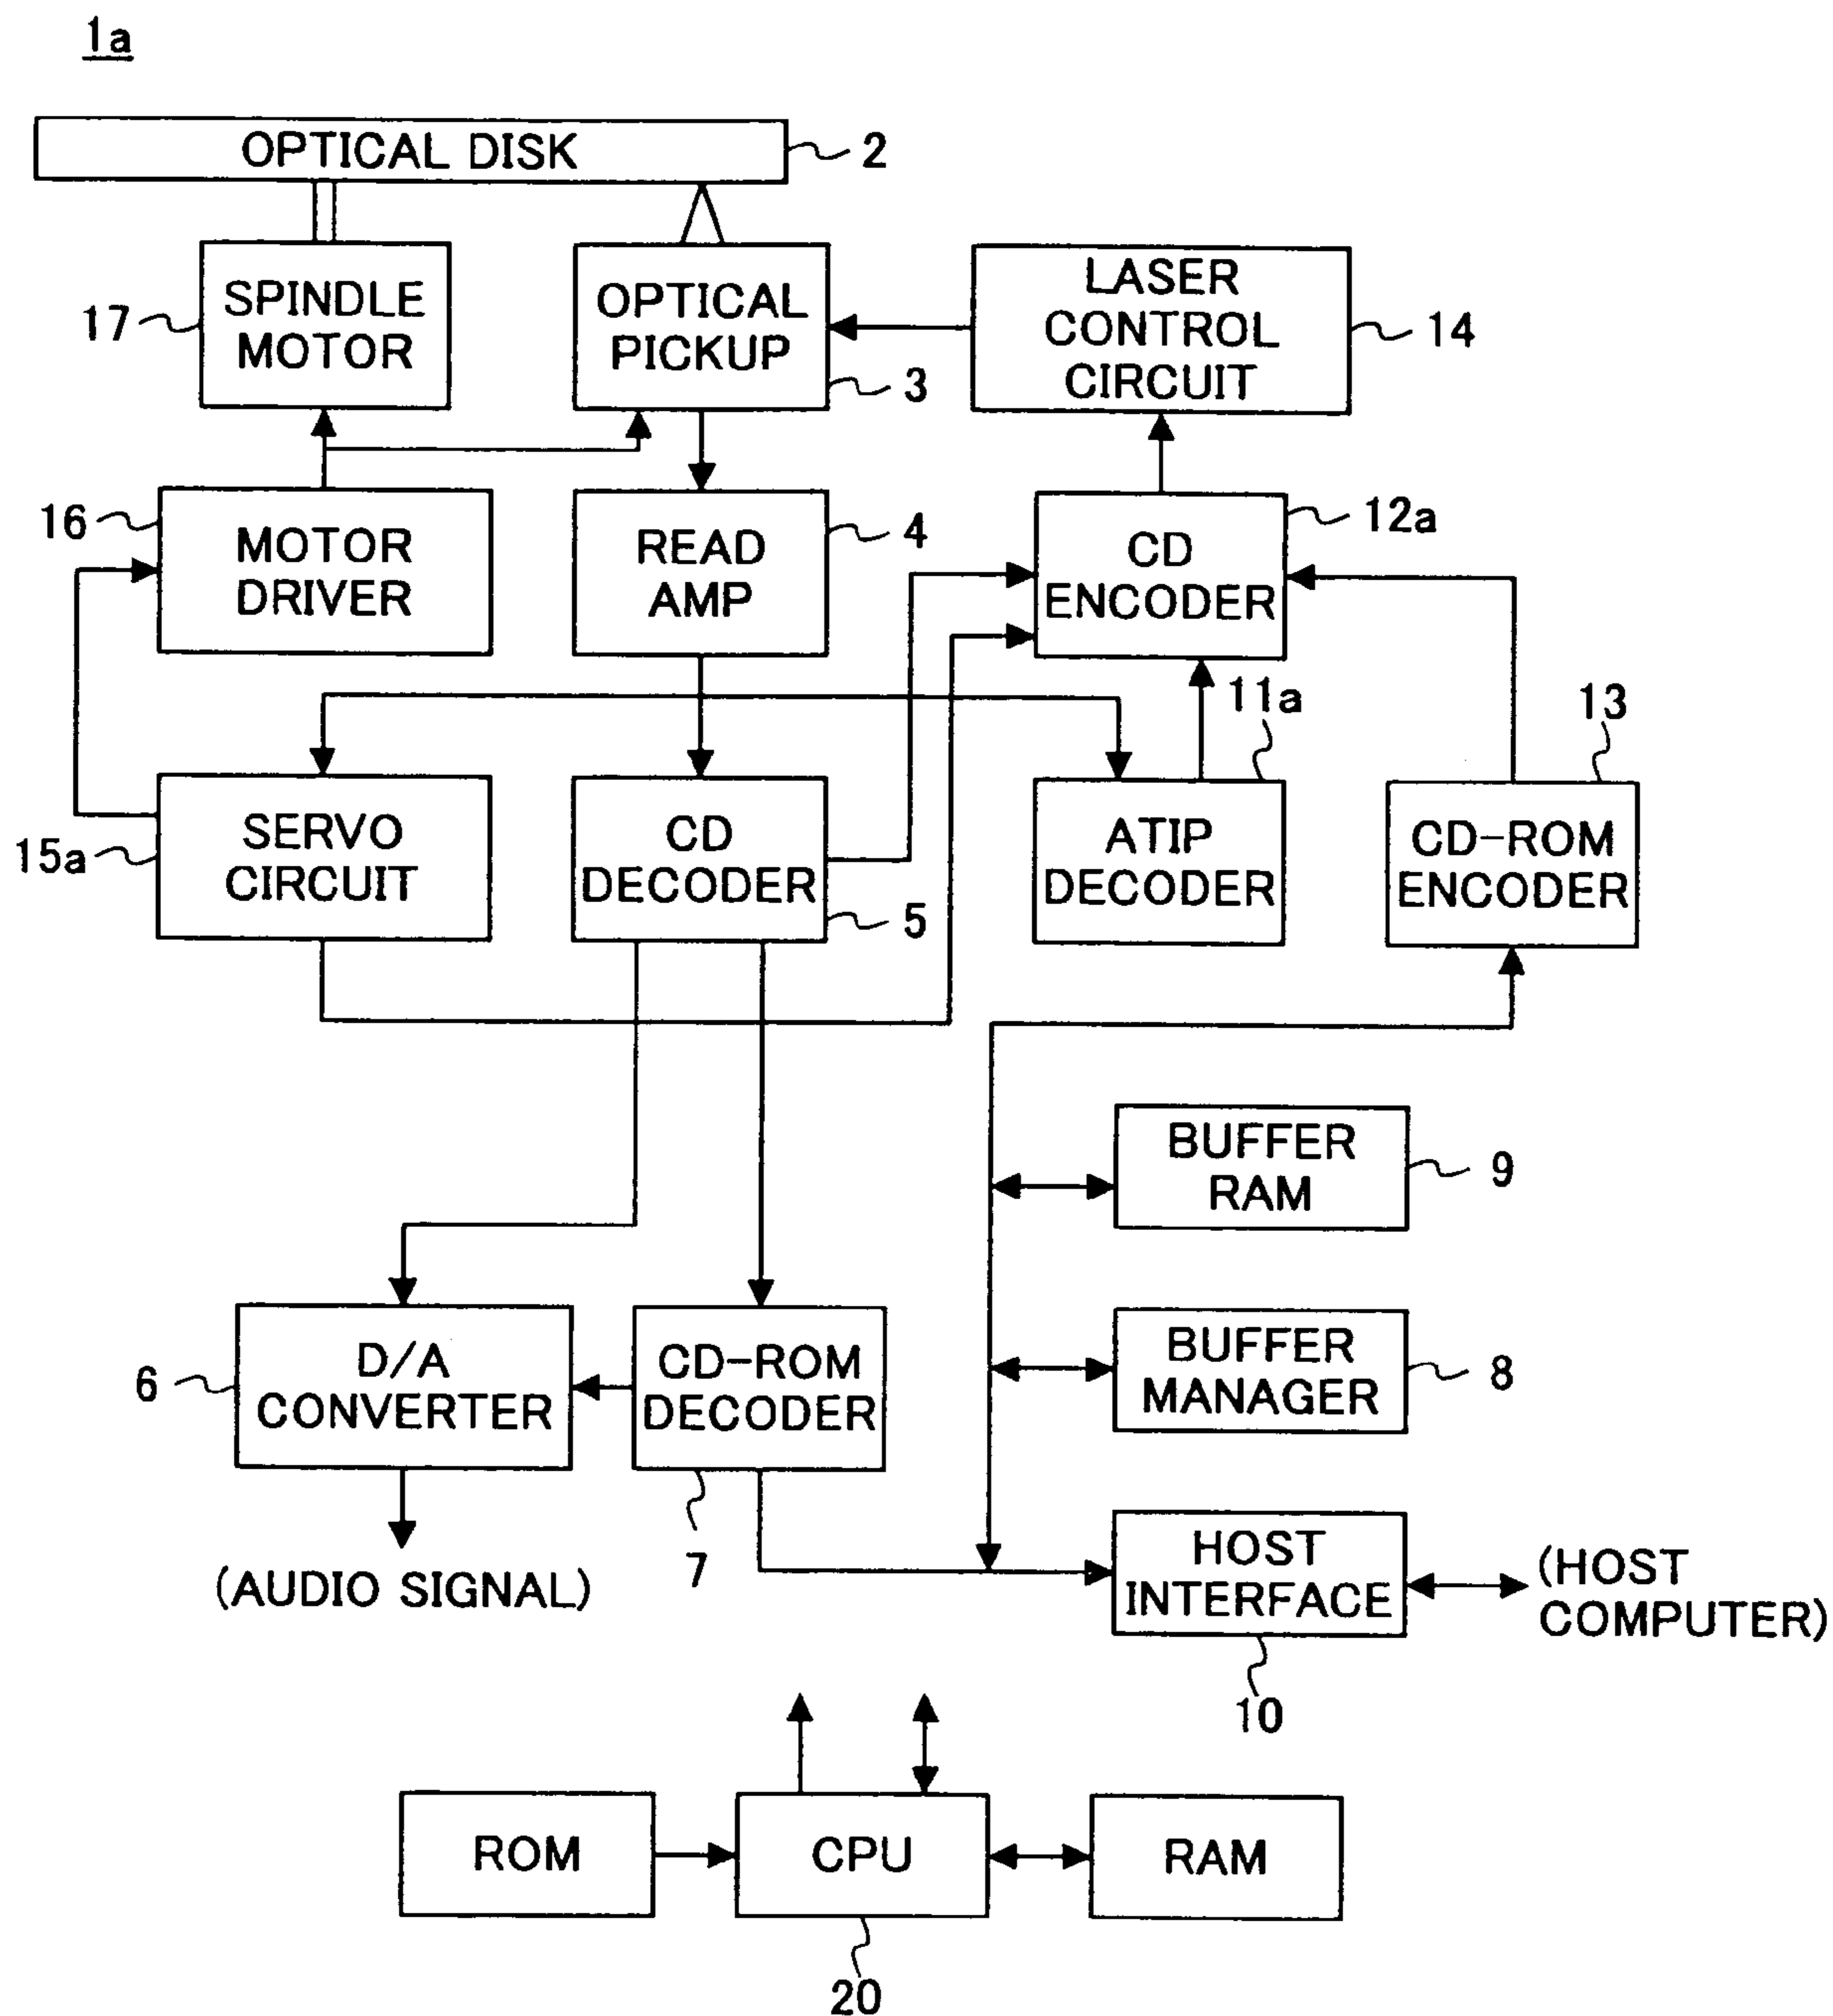 1a
OPTICAL DISK
2
SPINDLE
MOTOR
17
OPTICAL
PICKUP
3
LASER
CONTROL
CIRCUIT
14
16
MOTOR
DRIVER
READ
AMP
4
CD
ENCODER
12a
11a
13
15a
SERVO
CIRCUIT
CD
DECODER
5
ATIP
DECODER
CD-ROM
ENCODER
BUFFER
RAM
9
6
D/A
CONVERTER
CD-ROM
DECODER
7
BUFFER
MANAGER
8
(AUDIO SIGNAL)
HOST
INTERFACE
10
(HOST
COMPUTER)
ROM
CPU
RAM
20